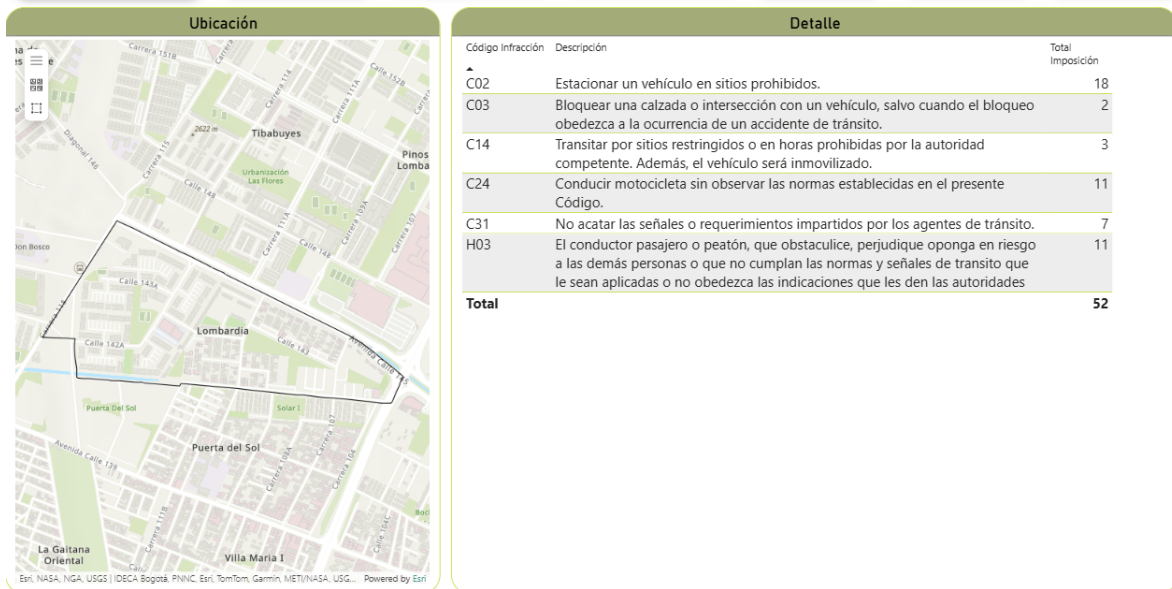 Ubicación
Carrera 151B
Calle 152B
Carrera 114
Carrera 111A
2622 m
Tibabuyes
Diagonal 146
Carrera 115
Pinos
Lomba
Urbanización
Las Flores
Calle 148
Carrera 109A
Carrera 107
Carrera 111A
Calle 146
Don Bosco
Calle 143A
Carrera 118
Lombardia
Calle 143
Calle 142A
Avenida Calle 145
Puerta Del Sol
Solar I
Carrera 107
Avenida Calle 139
Puerta del Sol
Carrera 108A
Carrera 104
Carrera 111B
Calle 104C
La Gaitana
Oriental
Villa Maria I
Esri, NASA, NGA, USGS | IDECA Bogotá, PNNC, Esri, TomTom, Garmin, METI/NASA, USG... Powered by Esri
Detalle
Código Infracción Descripción Total Imposición
C02 Estacionar un vehículo en sitios prohibidos. 18
C03 Bloquear una calzada o intersección con un vehículo, salvo cuando el bloqueo 2
obedezca a la ocurrencia de un accidente de tránsito.
C14 Transitar por sitios restringidos o en horas prohibidas por la autoridad 3
competente. Además, el vehículo será inmovilizado.
C24 Conducir motocicleta sin observar las normas establecidas en el presente 11
Código.
C31 No acatar las señales o requerimientos impartidos por los agentes de tránsito. 7
H03 El conductor pasajero o peatón, que obstaculice, perjudique oponga en riesgo 11
a las demás personas o que no cumplan las normas y señales de transito que
le sean aplicadas o no obedezca las indicaciones que les den las autoridades
Total 52